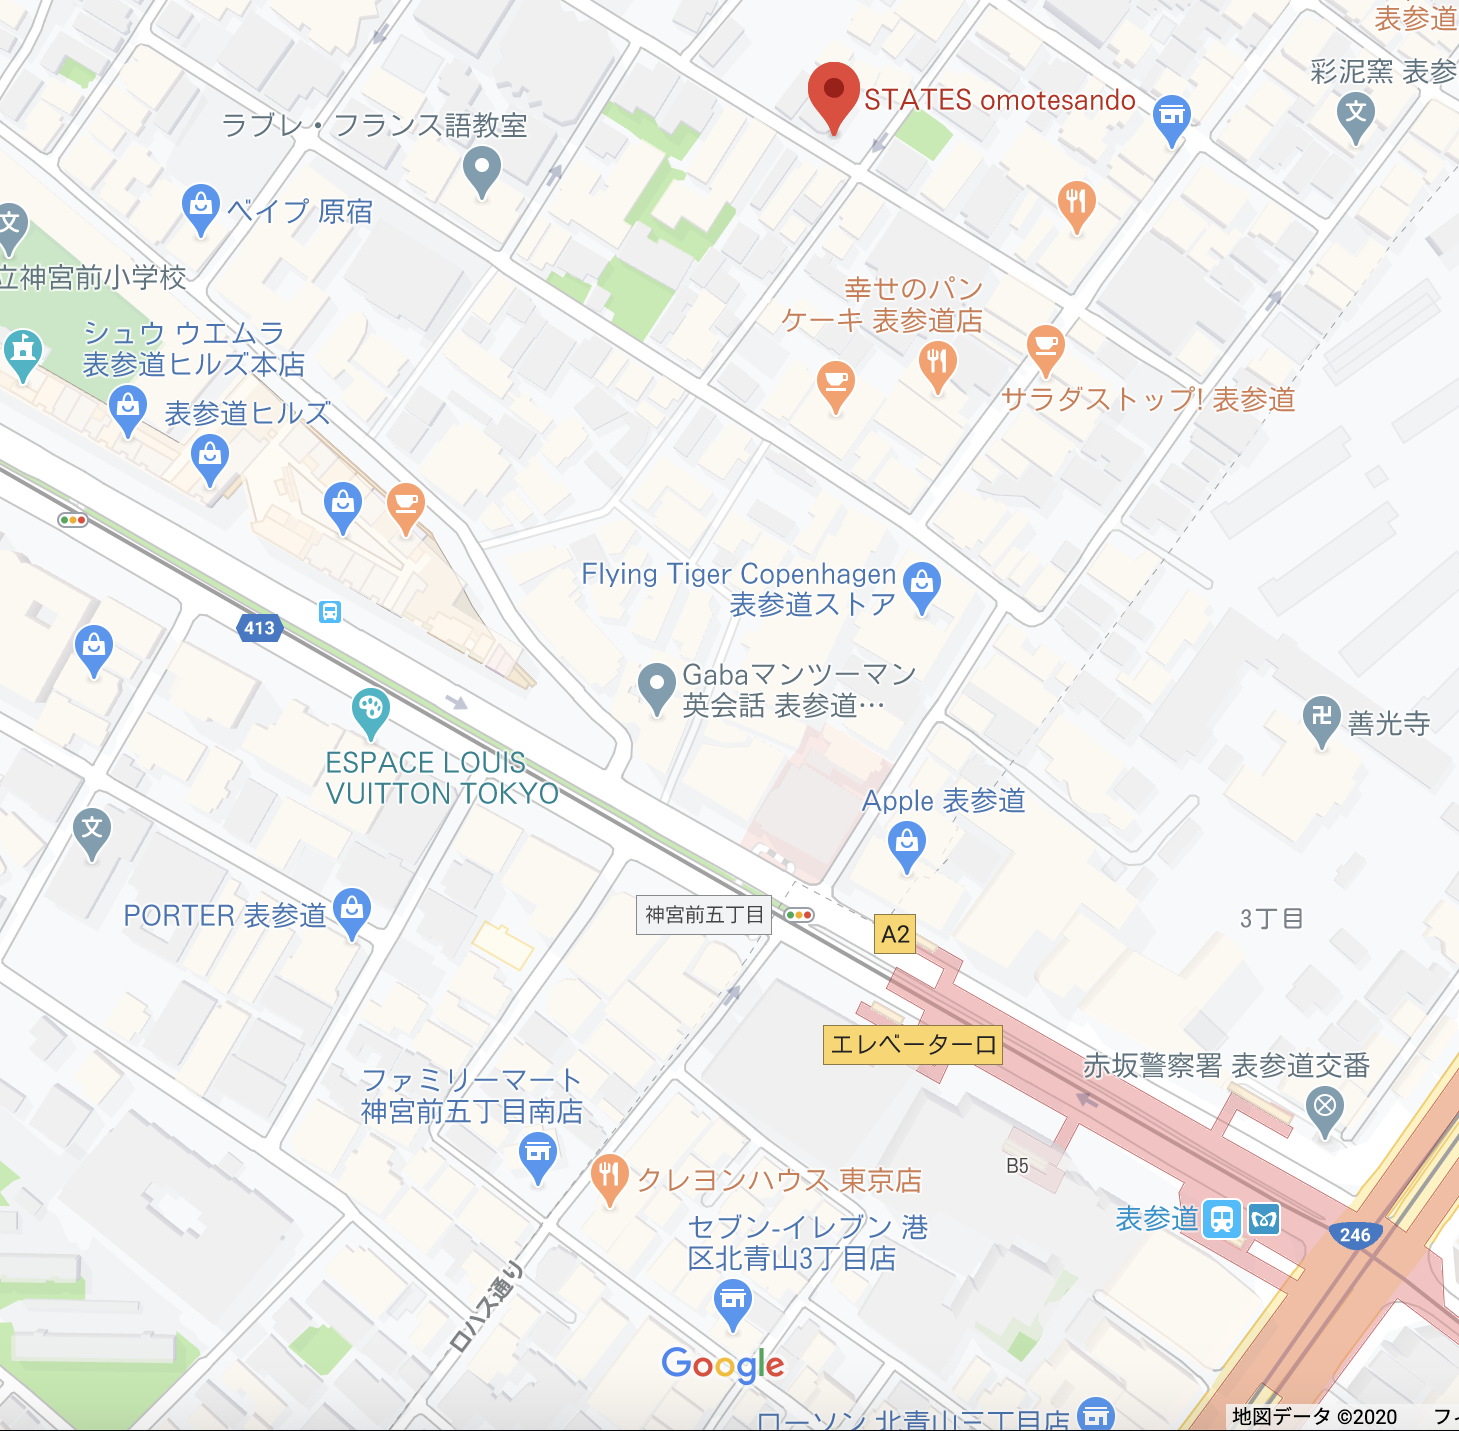 表参道
彩泥窯 表参
STATES omotesando
ラブレ・フランス語教室
ベイプ 原宿
立神宮前小学校
幸せのパン
ケーキ 表参道店
シュウ ウエムラ
表参道ヒルズ本店
表参道ヒルズ
サラダストップ! 表参道
Flying Tiger Copenhagen
表参道ストア
413
Gabaマンツーマン
英会話 表参道…
善光寺
ESPACE LOUIS
VUITTON TOKYO
Apple 表参道
PORTER 表参道
神宮前五丁目
3丁目
A2
エレベーター口
赤坂警察署 表参道交番
ファミリーマート
神宮前五丁目南店
B5
クレヨンハウス 東京店
表参道
246
セブン-イレブン 港
区北青山3丁目店
ロハス通り
Google
ローソン 北青山三丁目店
地図データ ©2020